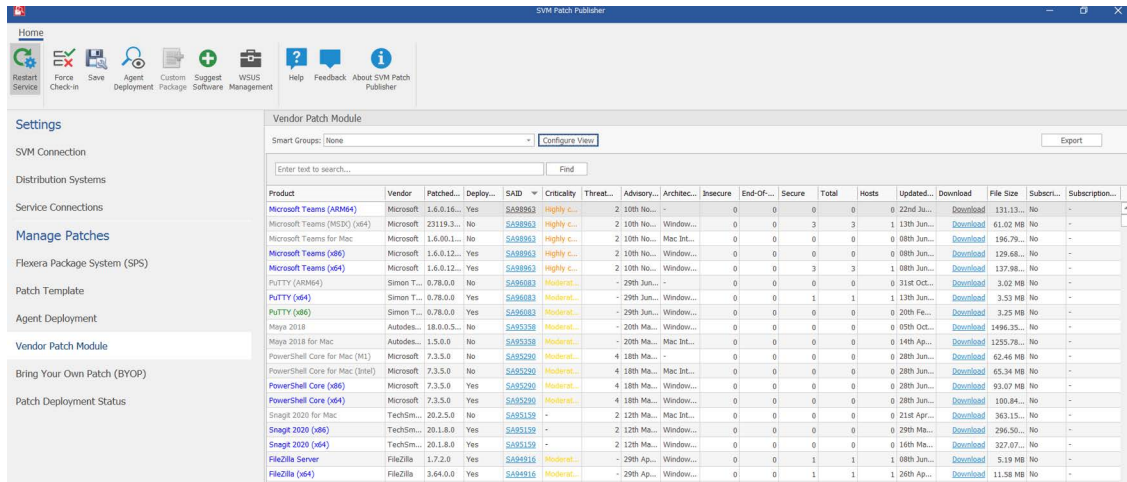 SVM Patch Publisher
Home
Restart Service
Force Check-in
Save
Agent Deployment
Custom Package
Suggest Software
WSUS Management
Help
Feedback
About SVM Patch Publisher
Settings
SVM Connection
Distribution Systems
Service Connections
Manage Patches
Flexera Package System (SPS)
Patch Template
Agent Deployment
Vendor Patch Module
Bring Your Own Patch (BYOP)
Patch Deployment Status
Vendor Patch Module
Smart Groups: None Configure View Export
Enter text to search... Find
Product Vendor Patched... Deploy... SAID Criticality Threat... Advisory... Architec... Insecure End-Of-... Secure Total Hosts Updated... Download File Size Subscri... Subscription...
Microsoft Teams (ARM64) Microsoft 1.6.0.16... Yes SA98963 Highly c... 2 10th No... - 0 0 0 0 0 22nd Ju... Download 131.13... No -
Microsoft Teams (MSIX) (x64) Microsoft 23119.3... No SA98963 Highly c... 2 10th No... Window... 0 0 3 3 1 13th Jun... Download 61.02 MB No -
Microsoft Teams for Mac Microsoft 1.6.00.1... No SA98963 Highly c... 2 10th No... Mac Int... 0 0 0 0 0 08th Jun... Download 196.79... No -
Microsoft Teams (x86) Microsoft 1.6.0.12... Yes SA98963 Highly c... 2 10th No... Window... 0 0 0 0 0 08th Jun... Download 129.68... No -
Microsoft Teams (x64) Microsoft 1.6.0.12... Yes SA98963 Highly c... 2 10th No... Window... 0 0 3 3 1 08th Jun... Download 137.98... No -
PuTTY (ARM64) Simon T... 0.78.0.0 No SA96083 Moderat... - 29th Jun... - 0 0 0 0 0 31st Oct... Download 3.02 MB No -
PuTTY (x64) Simon T... 0.78.0.0 Yes SA96083 Moderat... - 29th Jun... Window... 0 0 1 1 1 13th Jun... Download 3.53 MB No -
PuTTY (x86) Simon T... 0.78.0.0 Yes SA96083 Moderat... - 29th Jun... Window... 0 0 0 0 0 20th Fe... Download 3.25 MB No -
Maya 2018 Autodes... 18.0.0.5... No SA95358 Moderat... - 20th Ma... Window... 0 0 0 0 0 05th Oct... Download 1496.35... No -
Maya 2018 for Mac Autodes... 1.5.0.0 No SA95358 Moderat... - 20th Ma... Mac Int... 0 0 0 0 0 14th Ap... Download 1255.78... No -
PowerShell Core for Mac (M1) Microsoft 7.3.5.0 No SA95290 Moderat... 4 18th Ma... - 0 0 0 0 0 28th Jun... Download 62.46 MB No -
PowerShell Core for Mac (Intel) Microsoft 7.3.5.0 No SA95290 Moderat... 4 18th Ma... Mac Int... 0 0 0 0 0 28th Jun... Download 65.34 MB No -
PowerShell Core (x86) Microsoft 7.3.5.0 Yes SA95290 Moderat... 4 18th Ma... Window... 0 0 0 0 0 28th Jun... Download 93.07 MB No -
PowerShell Core (x64) Microsoft 7.3.5.0 Yes SA95290 Moderat... 4 18th Ma... Window... 0 0 0 0 0 28th Jun... Download 100.84... No -
Snagit 2020 for Mac TechSm... 20.2.5.0 No SA95159 - 2 12th Ma... Mac Int... 0 0 0 0 0 21st Apr... Download 363.15... No -
Snagit 2020 (x86) TechSm... 20.1.8.0 Yes SA95159 - 2 12th Ma... Window... 0 0 0 0 0 29th Ma... Download 296.50... No -
Snagit 2020 (x64) TechSm... 20.1.8.0 Yes SA95159 - 2 12th Ma... Window... 0 0 0 0 0 16th Ma... Download 327.07... No -
FileZilla Server FileZilla 1.7.2.0 Yes SA94916 Moderat... - 29th Ap... Window... 0 0 1 1 1 08th Jun... Download 5.19 MB No -
FileZilla (x64) FileZilla 3.64.0.0 Yes SA94916 Moderat... - 29th Ap... Window... 0 0 1 1 1 26th Ap... Download 11.58 MB No -